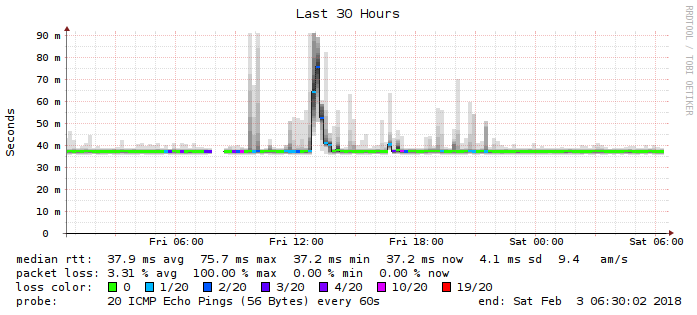 Last 30 Hours
RRDTOOL / TOBI OETIKER
Seconds
90 m
80 m
70 m
60 m
50 m
40 m
30 m
20 m
10 m
0
Fri 06:00 Fri 12:00 Fri 18:00 Sat 00:00 Sat 06:00
median rtt: 37.9 ms avg 75.7 ms max 37.2 ms min 37.2 ms now 4.1 ms sd 9.4 am/s
packet loss: 3.31 % avg 100.00 % max 0.00 % min 0.00 % now
loss color: 0 1/20 2/20 3/20 4/20 10/20 19/20
probe: 20 ICMP Echo Pings (56 Bytes) every 60s end: Sat Feb 3 06:30:02 2018